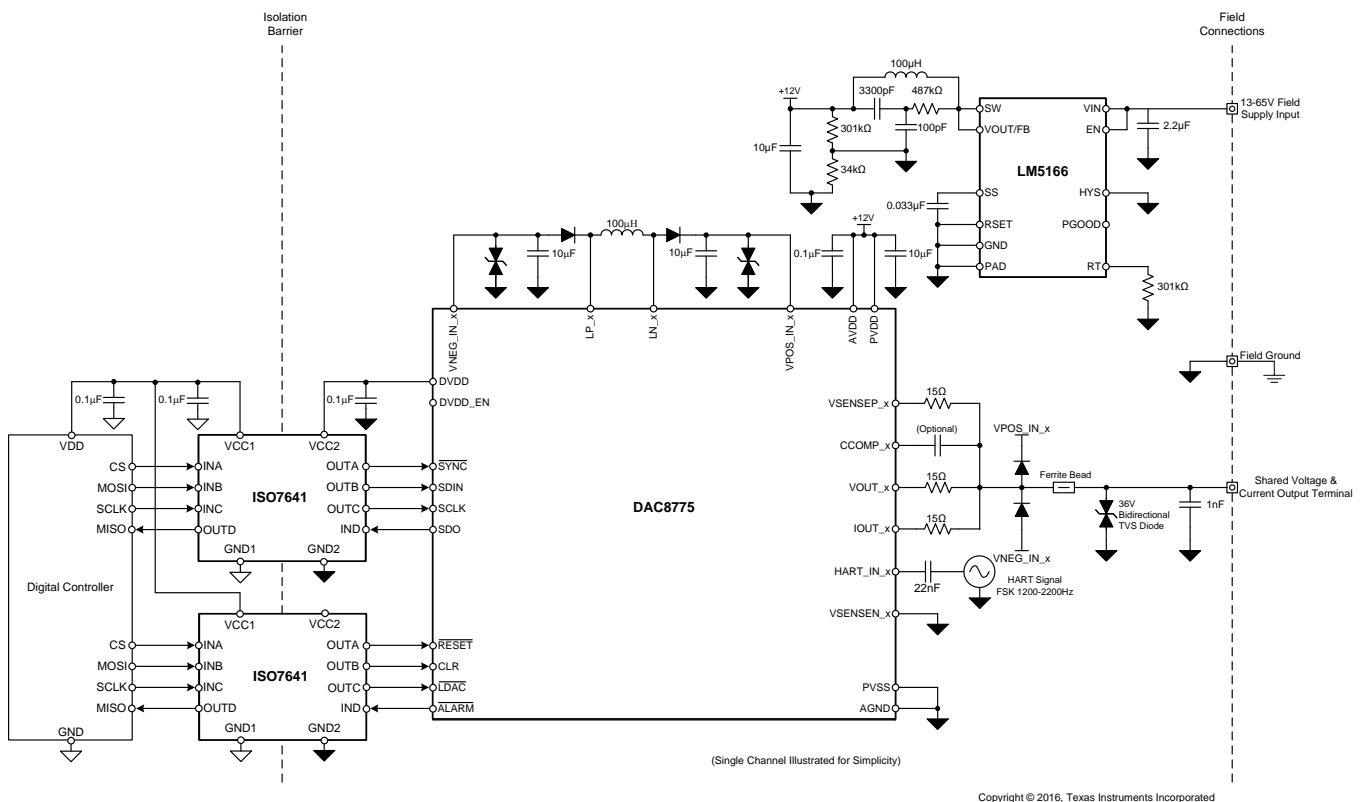 Isolation
Barrier
Field
Connections
100µH
+12V
3300pF
487kΩ
301kΩ
100pF
10µF
34kΩ
SW
VIN
VOUT/FB
EN
LM5166
SS
HYS
RSET
PGOOD
GND
PAD
RT
0.033µF
2.2µF
301kΩ
13-65V Field
Supply Input
100µH
+12V
10µF
10µF
0.1µF
10µF
VNEG_IN_x
LP_x
LN_x
VPOS_IN_x
AVDD
PVDD
Field Ground
0.1µF
0.1µF
0.1µF
DVDD
DVDD_EN
VDD
VCC1
VCC2
CS
INA
OUTA
SYNC
MOSI
INB
OUTB
SDIN
SCLK
INC
OUTC
SCLK
MISO
OUTD
IND
SDO
ISO7641
GND1
GND2
Digital Controller
VCC1
VCC2
CS
INA
OUTA
RESET
MOSI
INB
OUTB
CLR
SCLK
INC
OUTC
LDAC
MISO
OUTD
IND
ALARM
ISO7641
GND1
GND2
GND
DAC8775
VSENSEP_x
15Ω
CCOMP_x
(Optional)
VOUT_x
15Ω
IOUT_x
15Ω
HART_IN_x
22nF
VSENSEN_x
PVSS
AGND
VPOS_IN_x
VNEG_IN_x
HART Signal
FSK 1200-2200Hz
Ferrite Bead
36V
Bidirectional
TVS Diode
1nF
Shared Voltage &
Current Output Terminal
(Single Channel Illustrated for Simplicity)
Copyright © 2016, Texas Instruments Incorporated